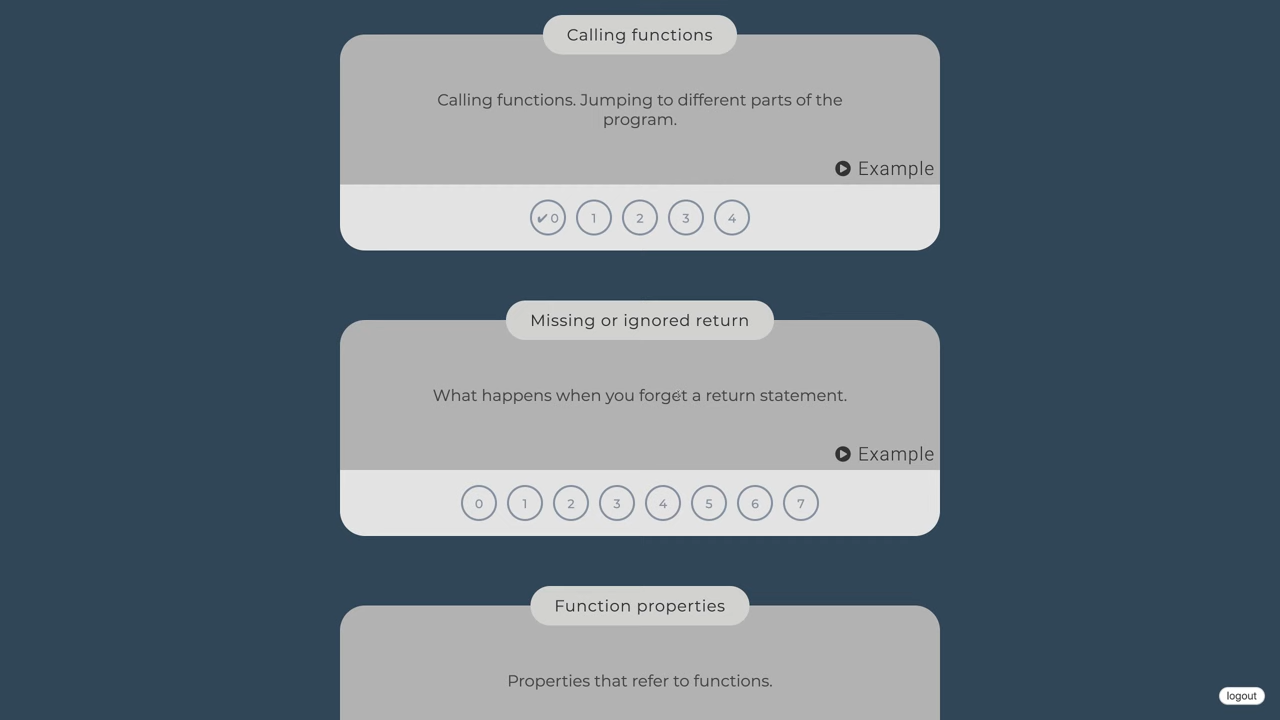 Calling functions
Calling functions. Jumping to different parts of the
program.
Example
✔ 0 1 2 3 4
Missing or ignored return
What happens when you forget a return statement.
Example
0 1 2 3 4 5 6 7
Function properties
Properties that refer to functions.
logout